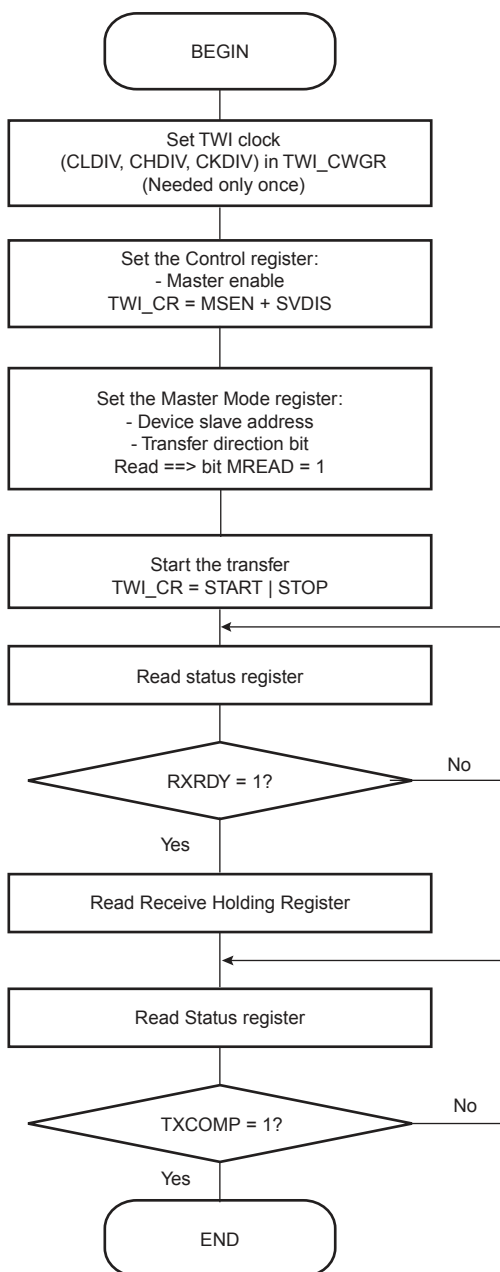 BEGIN
Set TWI clock
(CLDIV, CHDIV, CKDIV) in TWI_CWGR
(Needed only once)
Set the Control register:
- Master enable
TWI_CR = MSEN + SVDIS
Set the Master Mode register:
- Device slave address
- Transfer direction bit
Read ==> bit MREAD = 1
Start the transfer
TWI_CR = START | STOP
Read status register
RXRDY = 1?
No
Yes
Read Receive Holding Register
Read Status register
TXCOMP = 1?
No
Yes
END